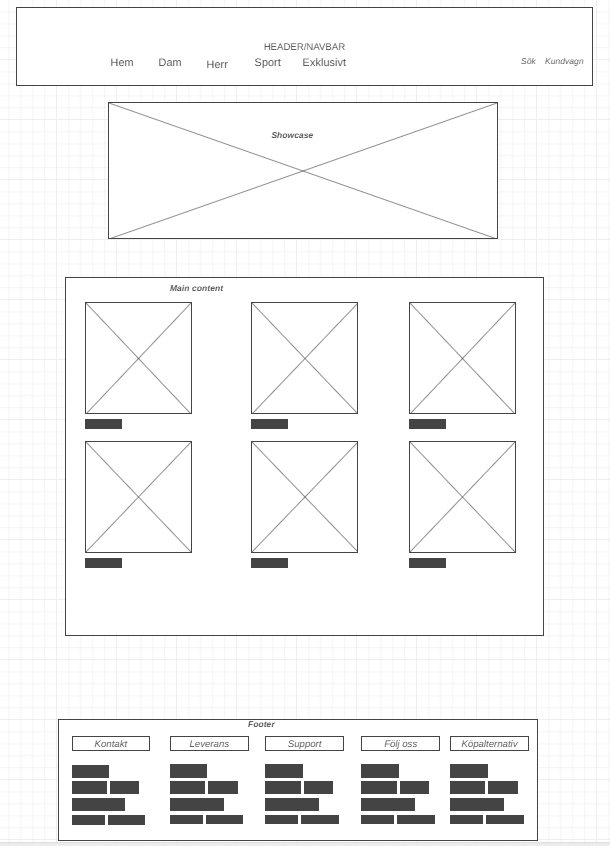 HEADER/NAVBAR
Hem Dam Herr Sport Exklusivt Sök Kundvagn
Showcase
Main content
Footer
Kontakt Leverans Support Följ oss Köpalternativ